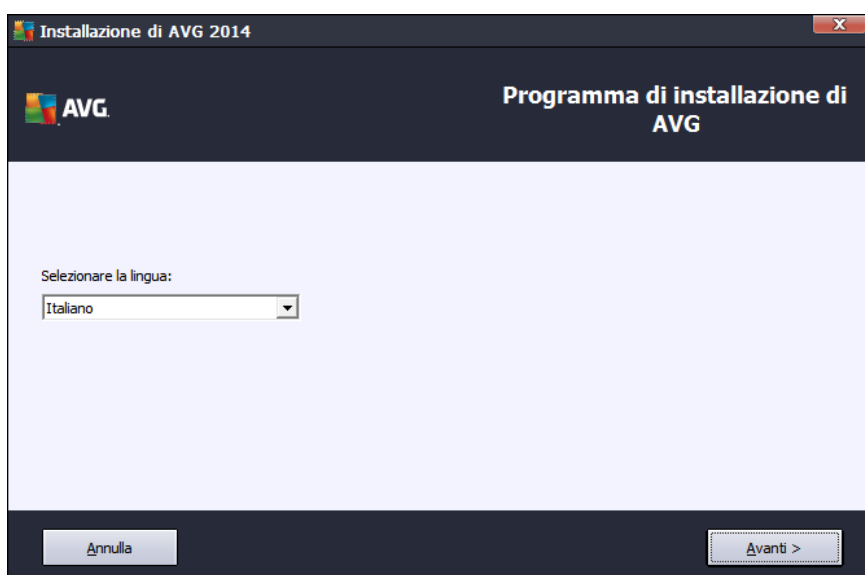 Installazione di AVG 2014
AVG.
Programma di installazione di
AVG
Selezionare la lingua:
Italiano
Annulla
Avanti >